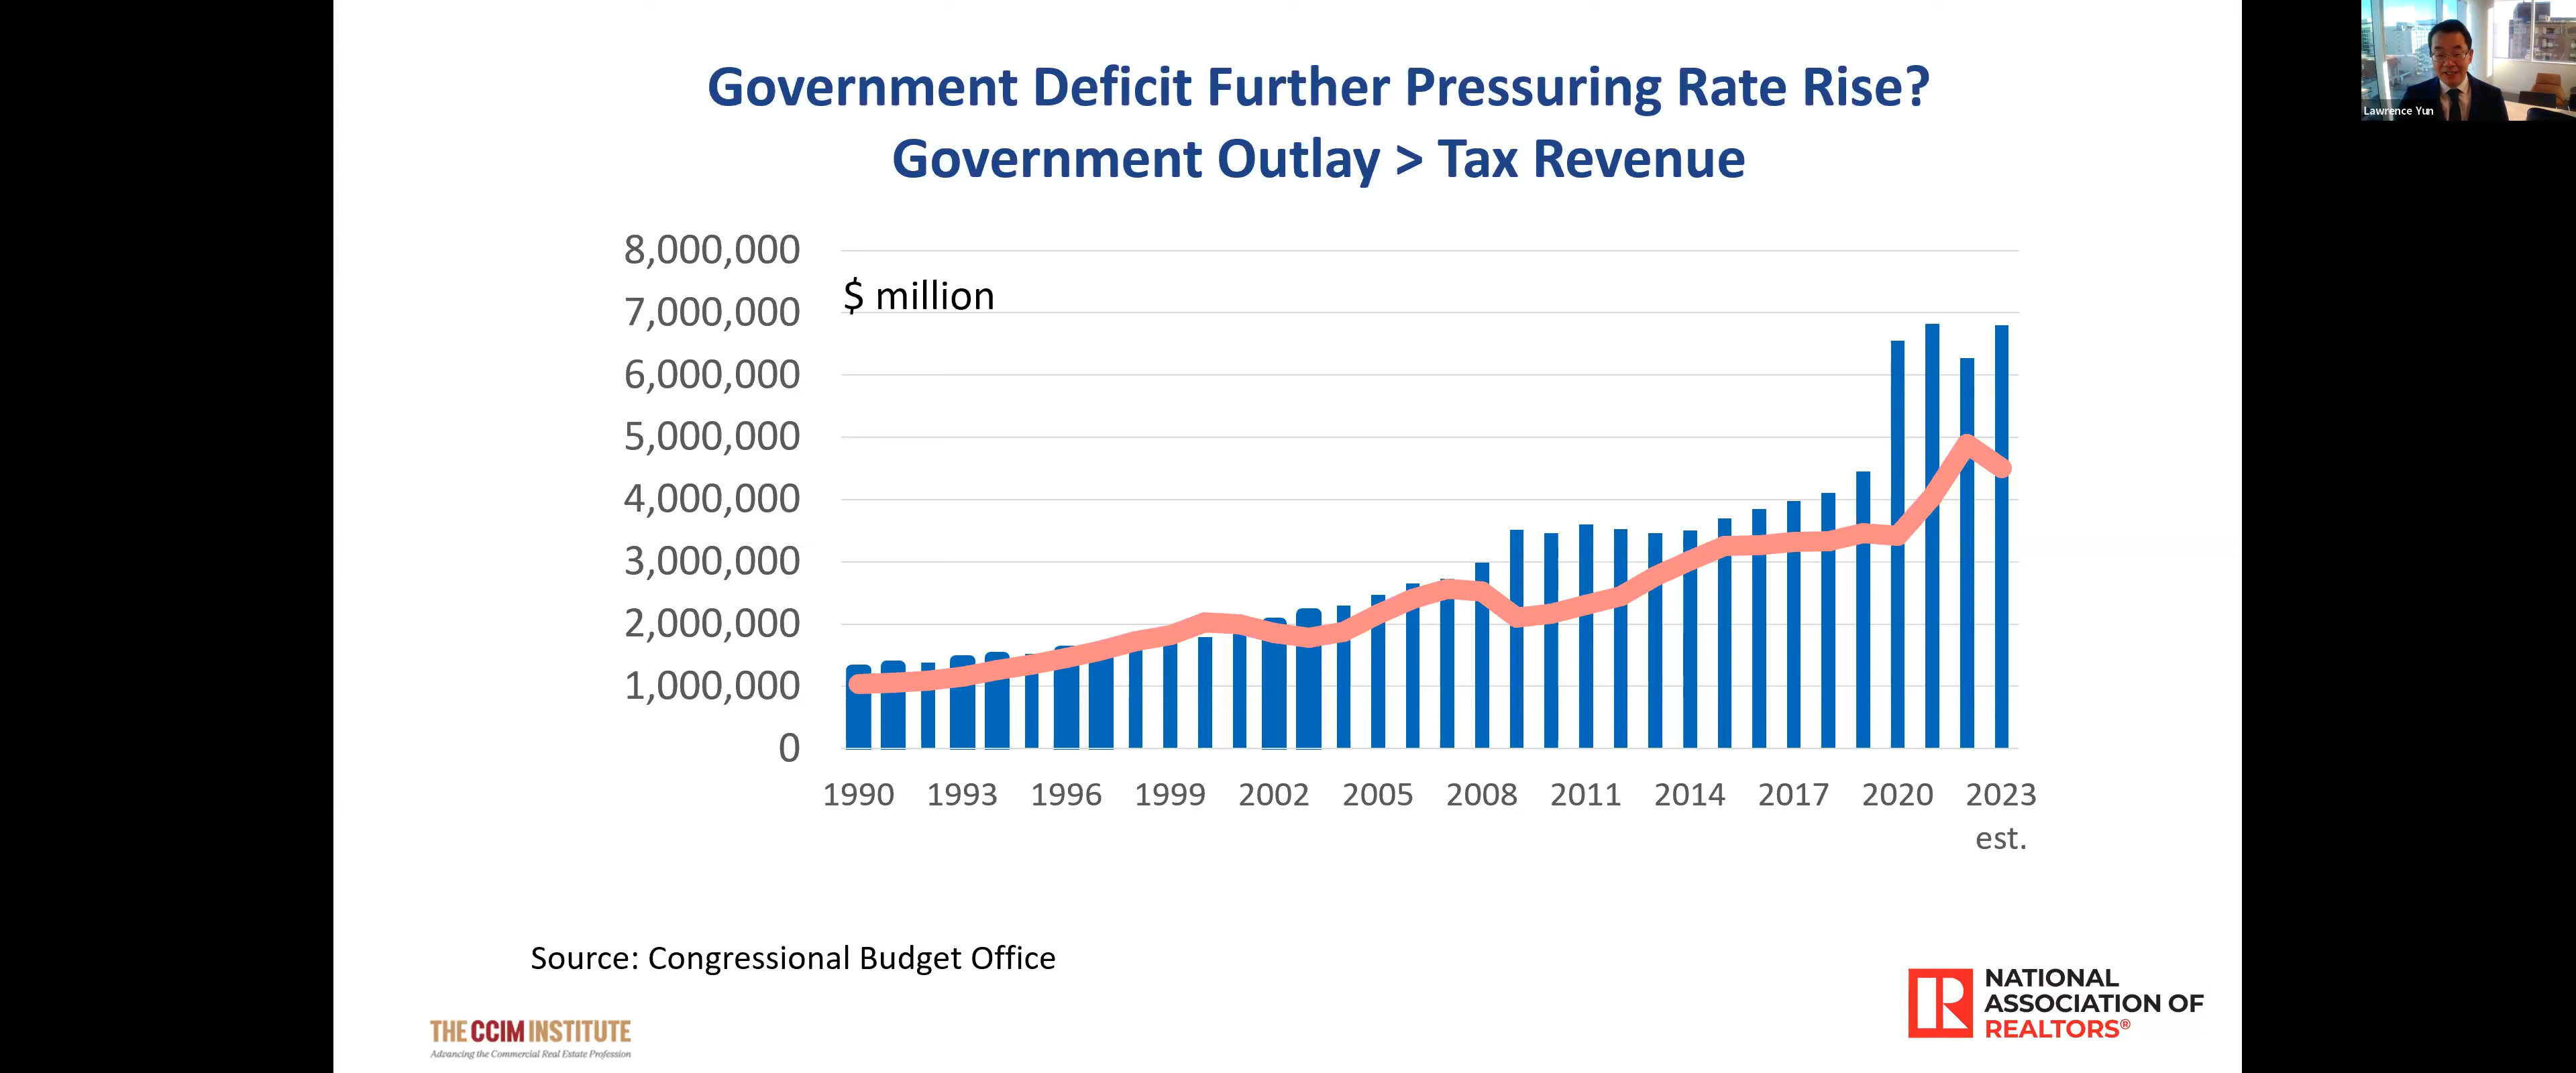 Government Deficit Further Pressuring Rate Rise?
Government Outlay > Tax Revenue
Lawrence Yun
8,000,000
$ million
7,000,000
6,000,000
5,000,000
4,000,000
3,000,000
2,000,000
1,000,000
0
1990 1993 1996 1999 2002 2005 2008 2011 2014 2017 2020 2023
est.
Source: Congressional Budget Office
THE CCIM INSTITUTE
Advancing the Commercial Real Estate Profession
R
NATIONAL
ASSOCIATION OF
REALTORS®